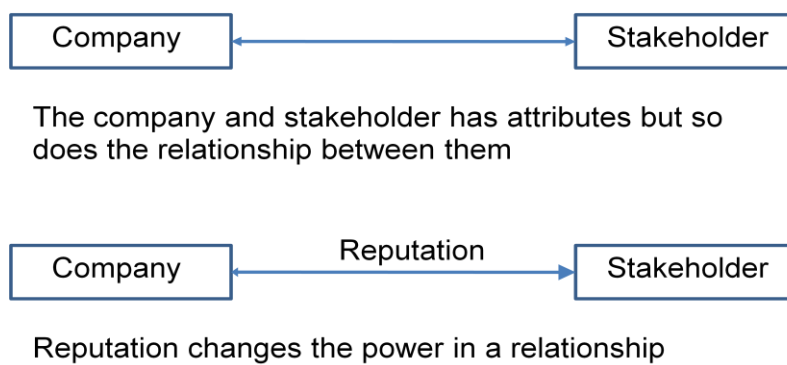 Company Stakeholder
The company and stakeholder has attributes but so
does the relationship between them
Reputation
Company Stakeholder
Reputation changes the power in a relationship